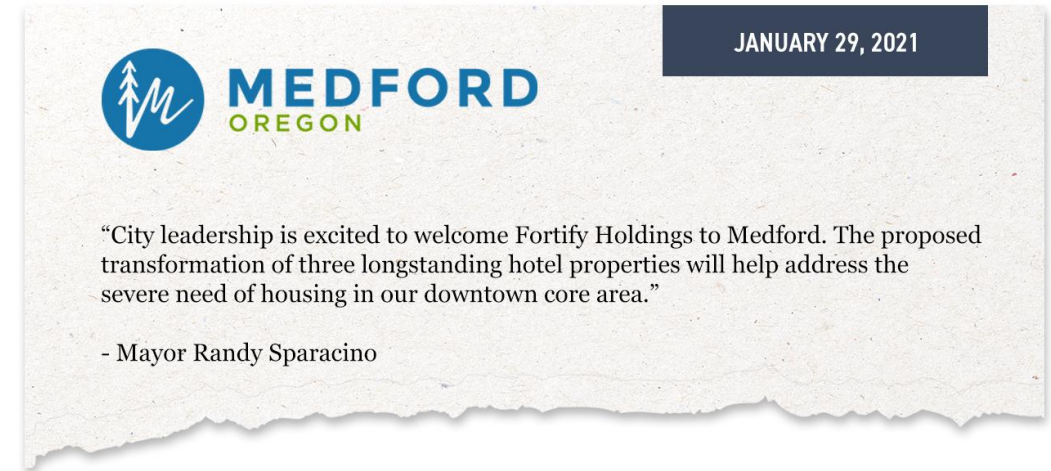 JANUARY 29, 2021
MEDFORD
OREGON
“City leadership is excited to welcome Fortify Holdings to Medford. The proposed
transformation of three longstanding hotel properties will help address the
severe need of housing in our downtown core area.”
- Mayor Randy Sparacino